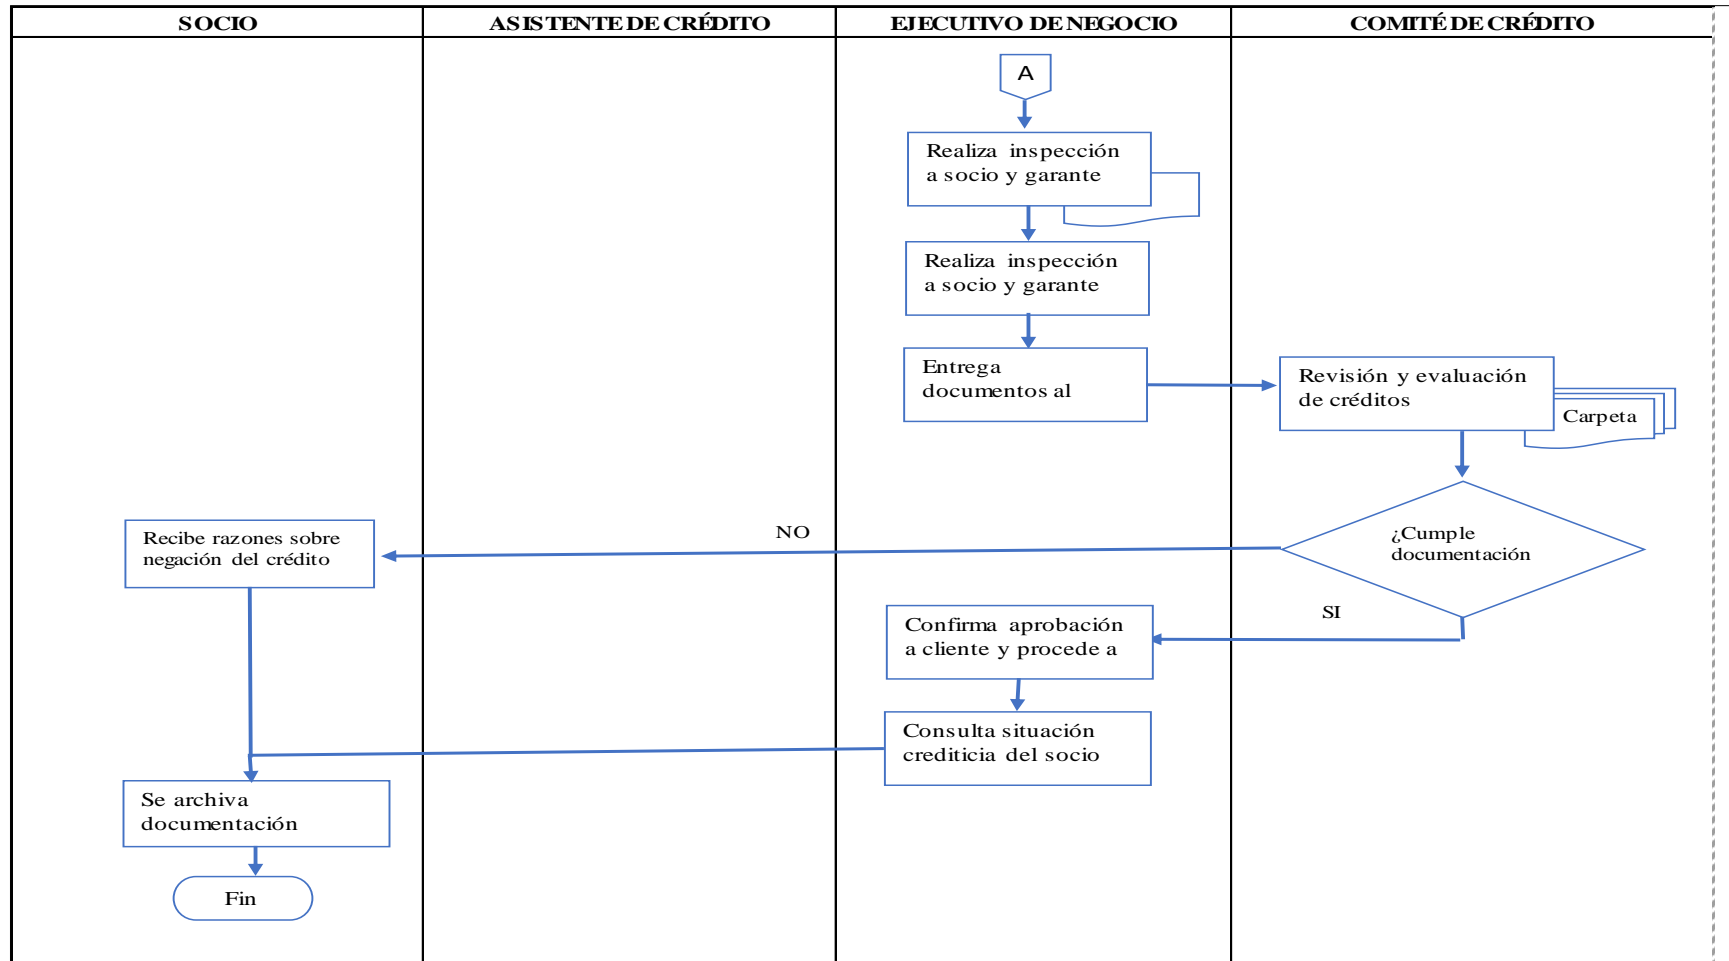 SOCIO
ASISTENTE DE CRÉDITO
EJECUTIVO DE NEGOCIO
COMITÉ DE CRÉDITO
A
Realiza inspección
a socio y garante
Realiza inspección
a socio y garante
Entrega
documentos al
Revisión y evaluación
de créditos
Carpeta
¿Cumple
documentación
NO
Recibe razones sobre
negación del crédito
SI
Confirma aprobación
a cliente y procede a
Consulta situación
crediticia del socio
Se archiva
documentación
Fin